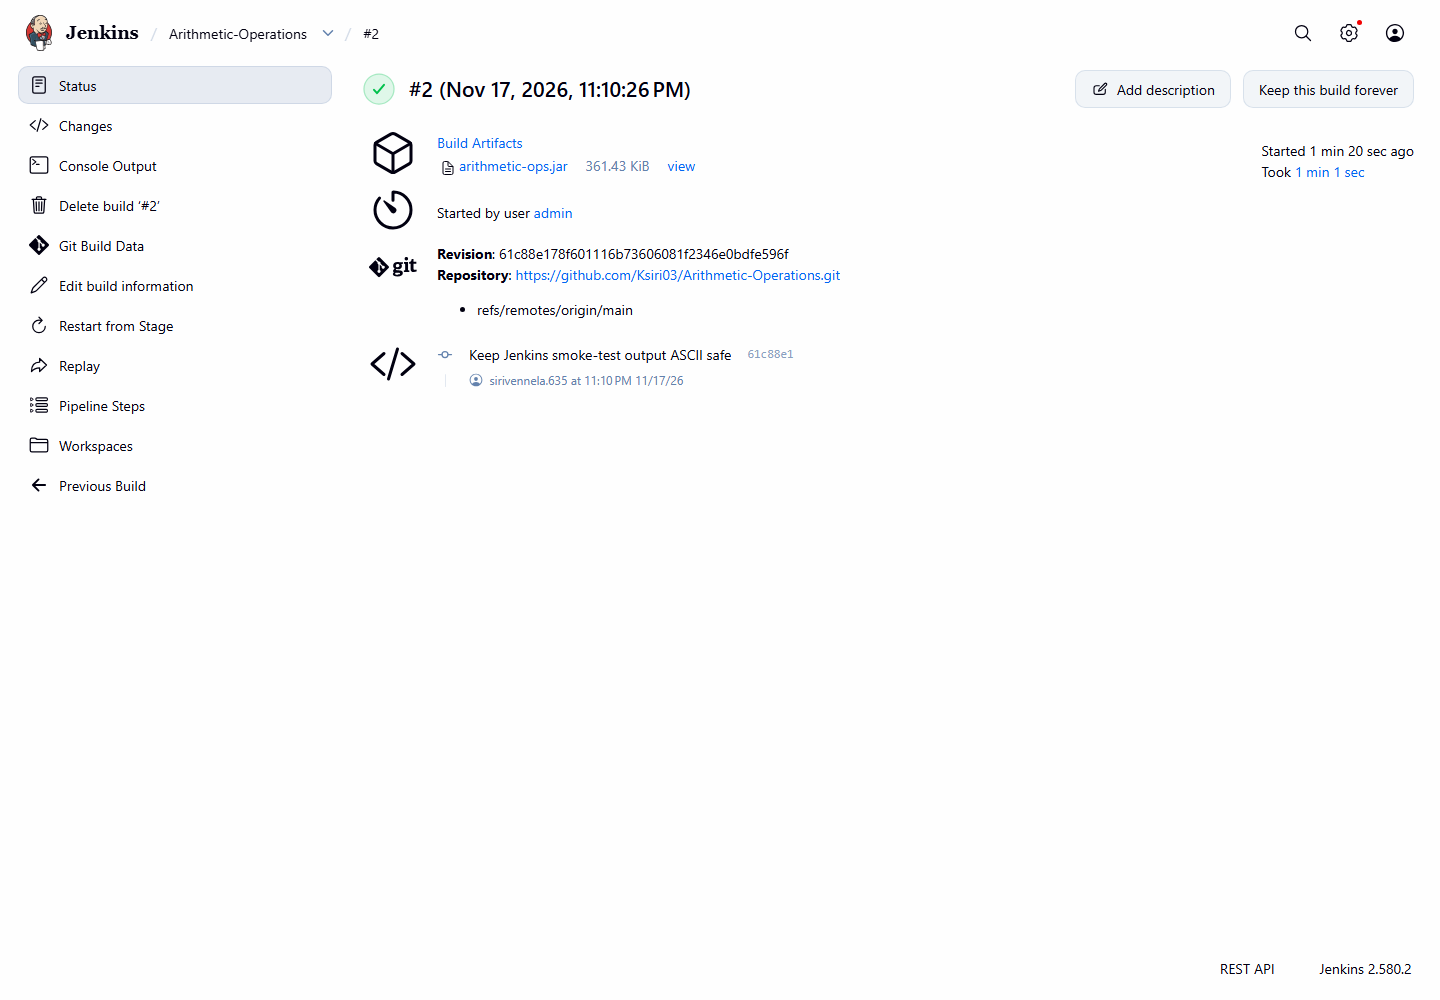 Jenkins / Arithmetic-Operations / #2
Status
Changes
Console Output
Delete build ‘#2’
Git Build Data
Edit build information
Restart from Stage
Replay
Pipeline Steps
Workspaces
Previous Build
#2 (Nov 17, 2026, 11:10:26 PM)
Add description
Keep this build forever
Build Artifacts
arithmetic-ops.jar 361.43 KiB view
Started 1 min 20 sec ago
Took 1 min 1 sec
Started by user admin
git
Revision: 61c88e178f601116b73606081f2346e0bdfe596f
Repository: https://github.com/Ksiri03/Arithmetic-Operations.git
• refs/remotes/origin/main
Keep Jenkins smoke-test output ASCII safe 61c88e1
sirivennela.635 at 11:10 PM 11/17/26
REST API
Jenkins 2.580.2